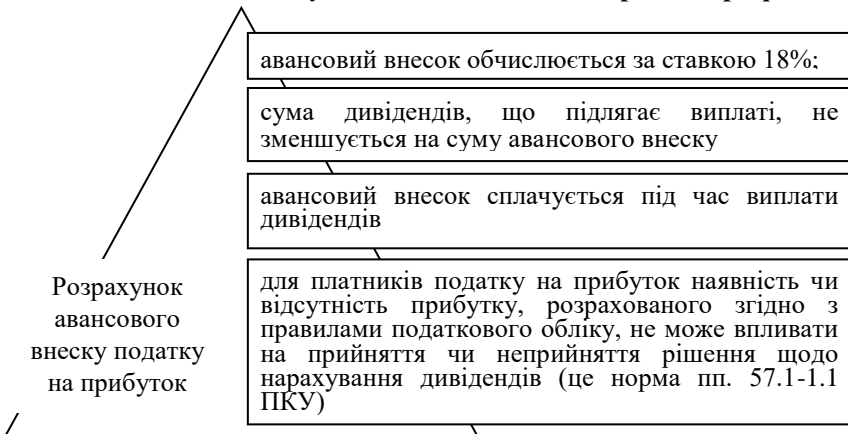 авансовий внесок обчислюється за ставкою 18%;
сума дивідендів, що підлягає виплаті, не
зменшується на суму авансового внеску
авансовий внесок сплачується під час виплати
дивідендів
Розрахунок
авансового
внеску податку
на прибуток
для платників податку на прибуток наявність чи
відсутність прибутку, розрахованого згідно з
правилами податкового обліку, не може впливати
на прийняття чи неприйняття рішення щодо
нарахування дивідендів (це норма пп. 57.1-1.1
ПКУ)